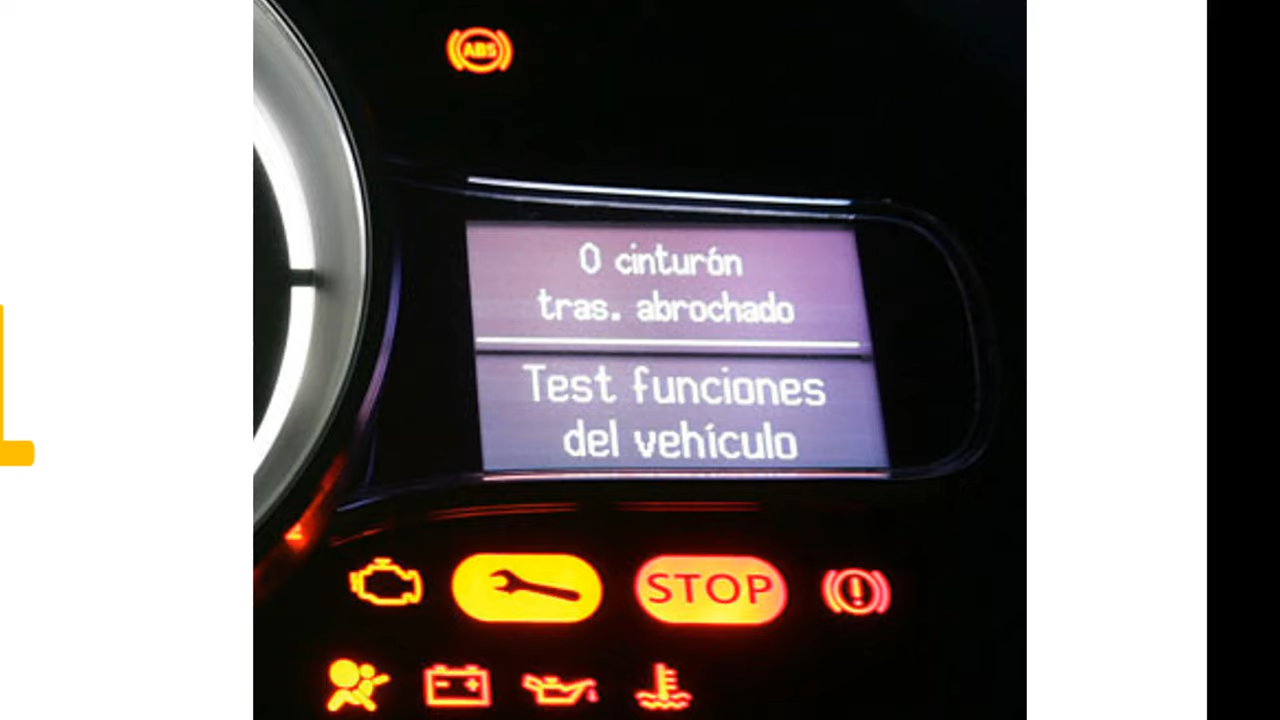 ABS
0 cinturón
tras. abrochado
Test funciones
del vehículo
STOP